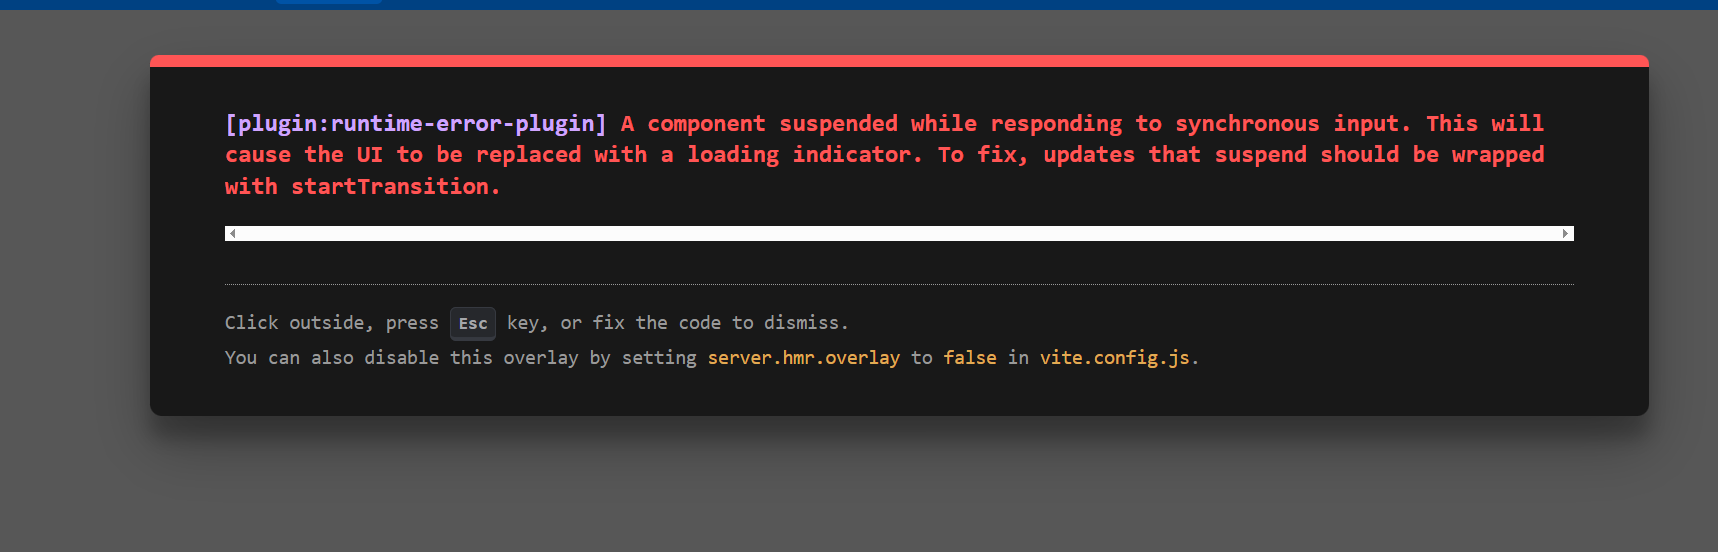 [plugin:runtime-error-plugin] A component suspended while responding to synchronous input. This will
cause the UI to be replaced with a loading indicator. To fix, updates that suspend should be wrapped
with startTransition.
Click outside, press Esc key, or fix the code to dismiss.
You can also disable this overlay by setting server.hmr.overlay to false in vite.config.js.